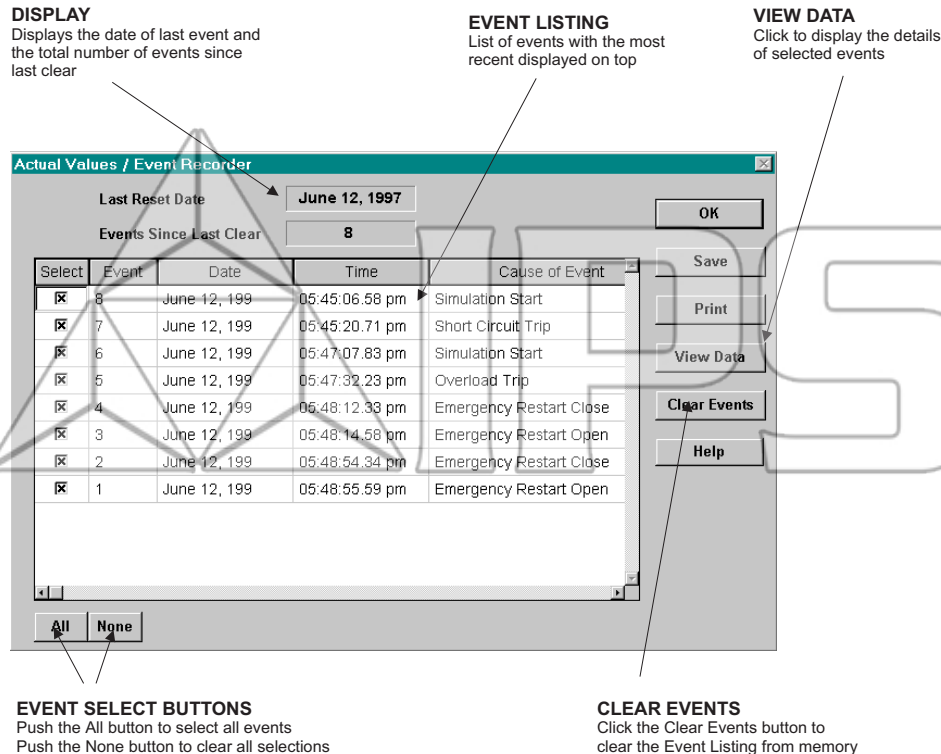 DISPLAY
Displays the date of last event and
the total number of events since
last clear
EVENT LISTING
List of events with the most
recent displayed on top
VIEW DATA
Click to display the details
of selected events
Actual Values / Event Recorder
Last Reset Date June 12, 1997
Events Since Last Clear 8
OK
Save
Print
View Data
Clear Events
Help
Select Event Date Time Cause of Event
8 June 12, 199 05:45:06.58 pm Simulation Start
7 June 12, 199 05:45:20.71 pm Short Circuit Trip
6 June 12, 199 05:47:07.83 pm Simulation Start
5 June 12, 199 05:47:32.23 pm Overload Trip
4 June 12, 199 05:48:12.33 pm Emergency Restart Close
3 June 12, 199 05:48:14.58 pm Emergency Restart Open
2 June 12, 199 05:48:54.34 pm Emergency Restart Close
1 June 12, 199 05:48:55.59 pm Emergency Restart Open
All None
EVENT SELECT BUTTONS
Push the All button to select all events
Push the None button to clear all selections
CLEAR EVENTS
Click the Clear Events button to
clear the Event Listing from memory
IPS